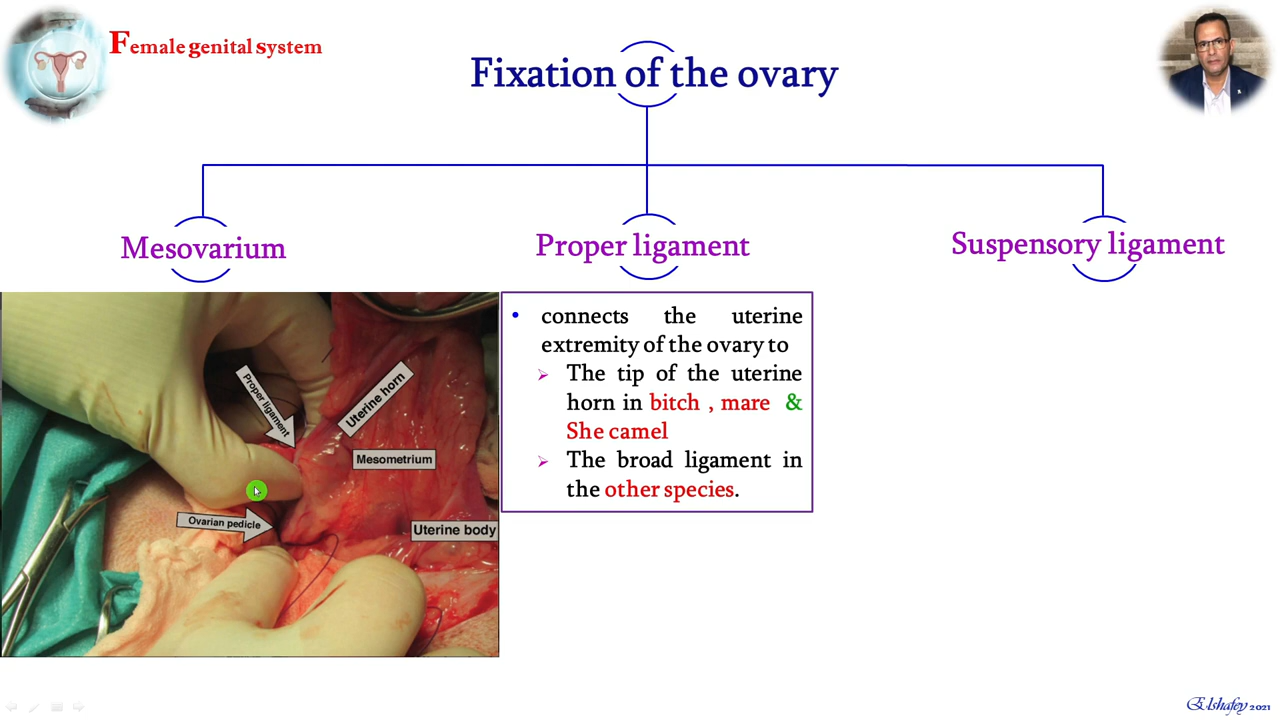 Female genital system
Fixation of the ovary
Mesovarium
Proper ligament
Suspensory ligament
Proper ligament
Uterine horn
Mesometrium
Ovarian pedicle
Uterine body
• connects the uterine
extremity of the ovary to
➢ The tip of the uterine
horn in bitch , mare &
She camel
➢ The broad ligament in
the other species.
Elshafey 2021